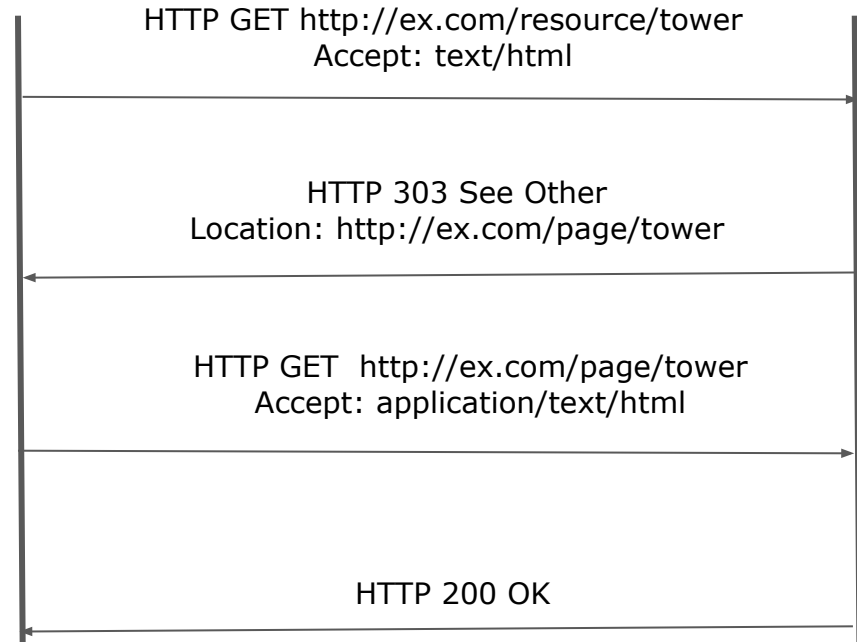 HTTP GET http://ex.com/resource/tower
Accept: text/html
HTTP 303 See Other
Location: http://ex.com/page/tower
HTTP GET  http://ex.com/page/tower
Accept: application/text/html
HTTP 200 OK